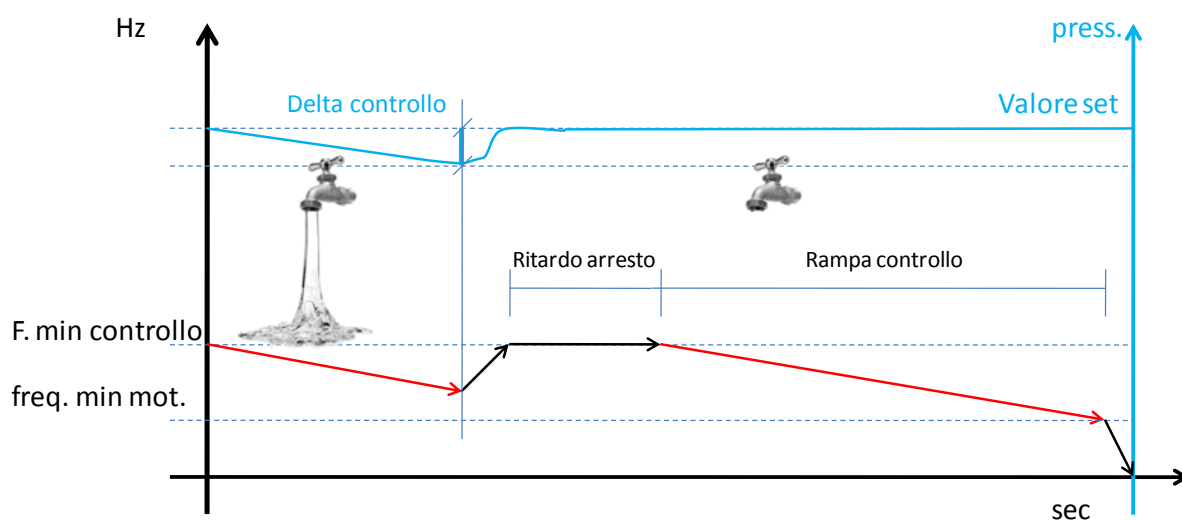 Hz
press.
Delta controllo
Valore set
Ritardo arresto
Rampa controllo
F. min controllo
freq. min mot.
sec